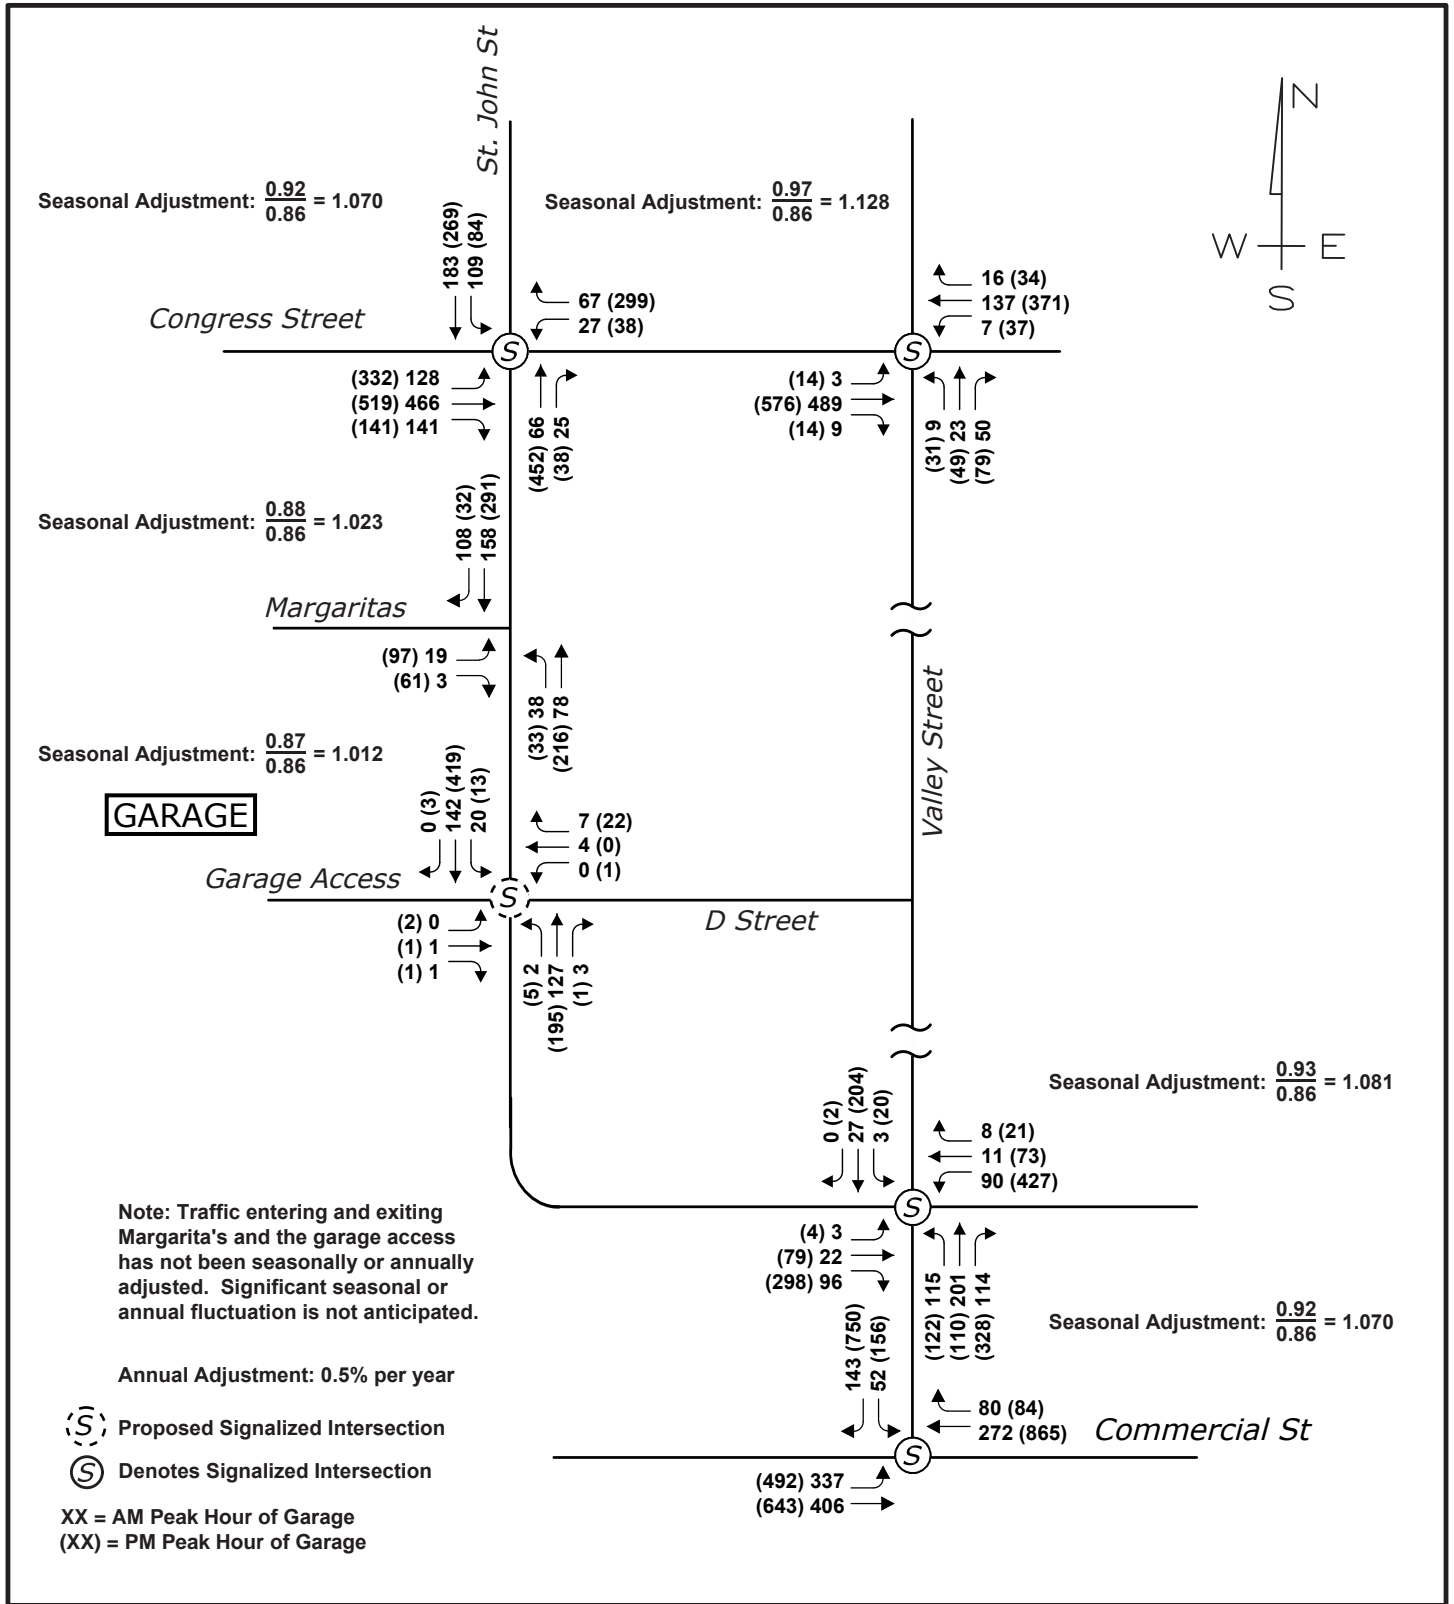 St. John St
N
W E
S
Seasonal Adjustment: 0.92 / 0.86 = 1.070
Seasonal Adjustment: 0.97 / 0.86 = 1.128
183 (269)
109 (84)
67 (299)
27 (38)
16 (34)
137 (371)
7 (37)
Congress Street
S
S
(332) 128
(519) 466
(141) 141
(452) 66
(38) 25
(14) 3
(576) 489
(14) 9
(31) 9
(49) 23
(79) 50
Seasonal Adjustment: 0.88 / 0.86 = 1.023
108 (32)
158 (291)
Margaritas
(97) 19
(61) 3
(33) 38
(216) 78
Valley Street
Seasonal Adjustment: 0.87 / 0.86 = 1.012
GARAGE
0 (3)
142 (419)
20 (13)
7 (22)
4 (0)
0 (1)
Garage Access
S
D Street
(2) 0
(1) 1
(1) 1
(5) 2
(195) 127
(1) 3
Seasonal Adjustment: 0.93 / 0.86 = 1.081
0 (2)
27 (204)
3 (20)
8 (21)
11 (73)
90 (427)
S
(4) 3
(79) 22
(298) 96
(122) 115
(110) 201
(328) 114
Note: Traffic entering and exiting
Margarita's and the garage access
has not been seasonally or annually
adjusted. Significant seasonal or
annual fluctuation is not anticipated.
Seasonal Adjustment: 0.92 / 0.86 = 1.070
143 (750)
52 (156)
80 (84)
272 (865)
Commercial St
S
(492) 337
(643) 406
Annual Adjustment: 0.5% per year
S Proposed Signalized Intersection
S Denotes Signalized Intersection
XX = AM Peak Hour of Garage
(XX) = PM Peak Hour of Garage